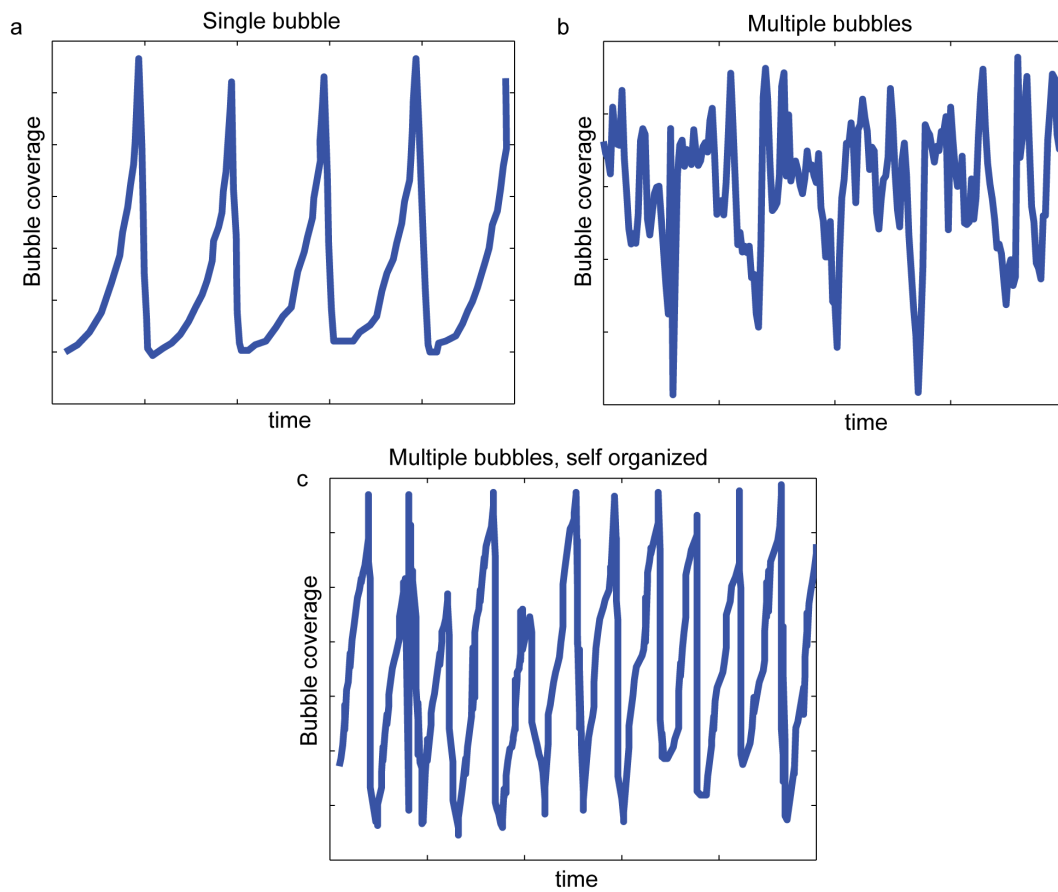 a
Single bubble
Bubble coverage
time
b
Multiple bubbles
Bubble coverage
time
c
Multiple bubbles, self organized
Bubble coverage
time